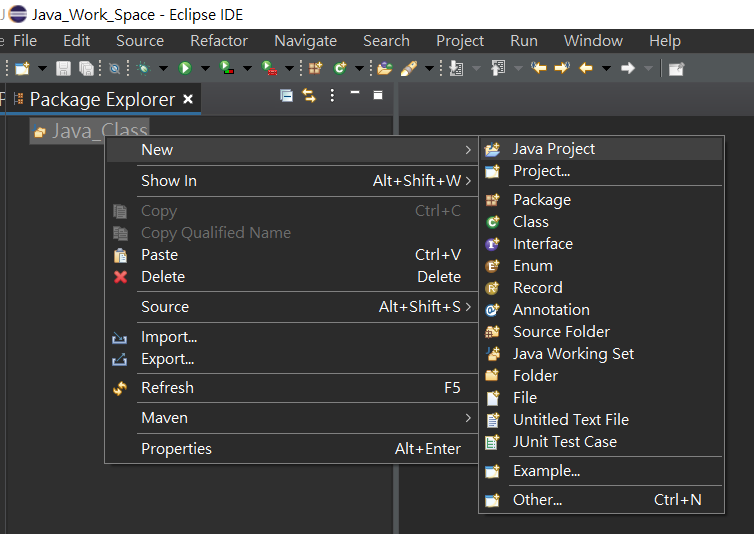 Java_Work_Space - Eclipse IDE
File Edit Source Refactor Navigate Search Project Run Window Help
Package Explorer
Java_Class
New
Show In Alt+Shift+W
Copy Ctrl+C
Copy Qualified Name
Paste Ctrl+V
Delete Delete
Source Alt+Shift+S
Import...
Export...
Refresh F5
Maven
Properties Alt+Enter
Java Project
Project...
Package
Class
Interface
Enum
Record
Annotation
Source Folder
Java Working Set
Folder
File
Untitled Text File
JUnit Test Case
Example...
Other... Ctrl+N